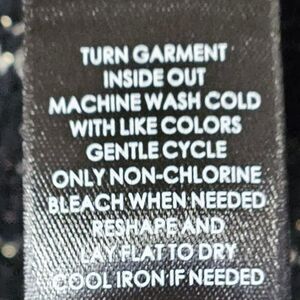 TURN GARMENT
INSIDE OUT
MACHINE WASH COLD
WITH LIKE COLORS
GENTLE CYCLE
ONLY NON-CHLORINE
BLEACH WHEN NEEDED
RESHAPE AND
LAY FLAT TO DRY
COOL IRON IF NEEDED